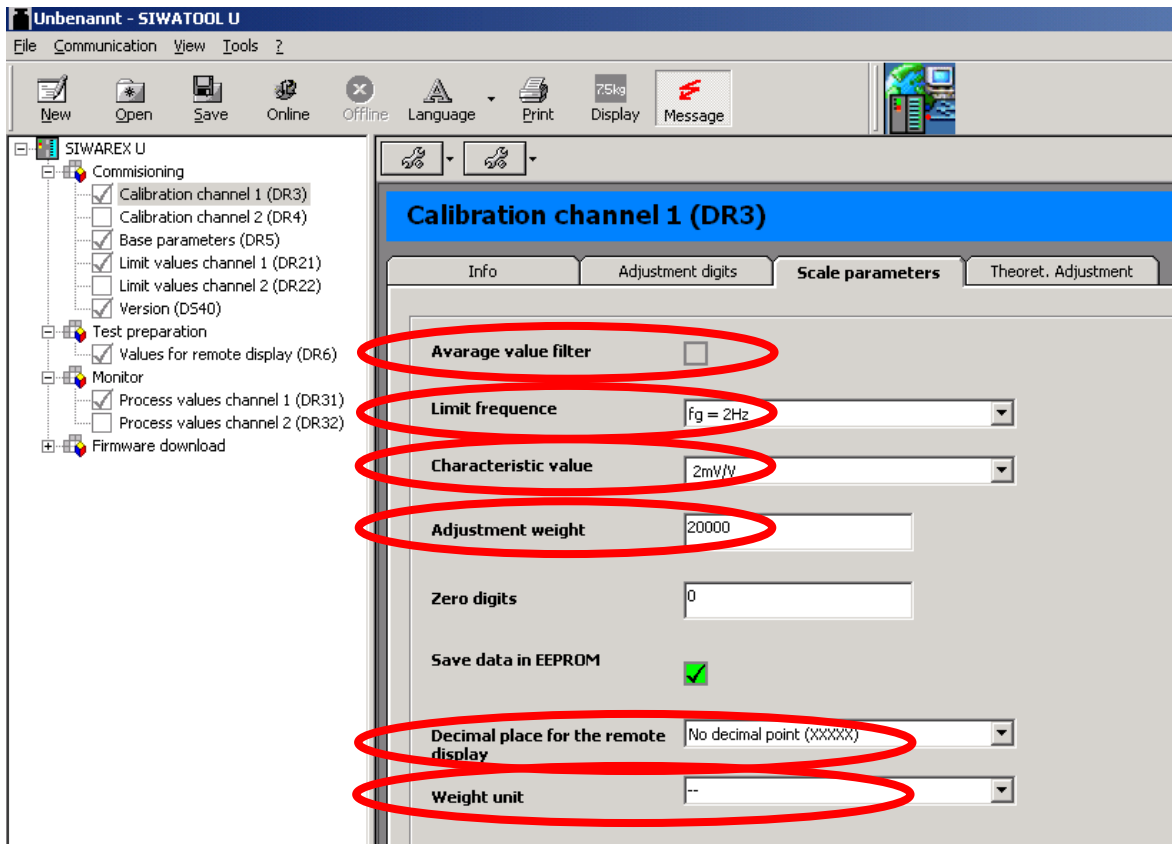 Unbenannt - SIWATOOL U
File Communication View Tools ?
New Open Save Online Offline Language Print Display Message
7.5kg
SIWAREX U
Commisioning
Calibration channel 1 (DR3)
Calibration channel 2 (DR4)
Base parameters (DR5)
Limit values channel 1 (DR21)
Limit values channel 2 (DR22)
Version (DS40)
Test preparation
Values for remote display (DR6)
Monitor
Process values channel 1 (DR31)
Process values channel 2 (DR32)
Firmware download
Calibration channel 1 (DR3)
Info Adjustment digits Scale parameters Theoret. Adjustment
Avarage value filter
Limit frequence fg = 2Hz
Characteristic value 2mV/V
Adjustment weight 20000
Zero digits 0
Save data in EEPROM
Decimal place for the remote No decimal point (XXXXX)
display
Weight unit --